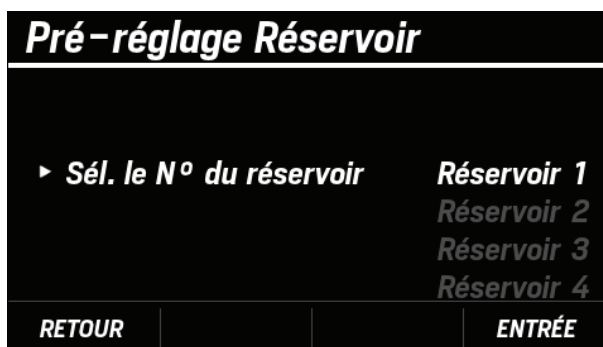 Pré-réglage Réservoir
▸ Sél. le Nº du réservoir Réservoir 1
Réservoir 2
Réservoir 3
Réservoir 4
RETOUR ENTRÉE